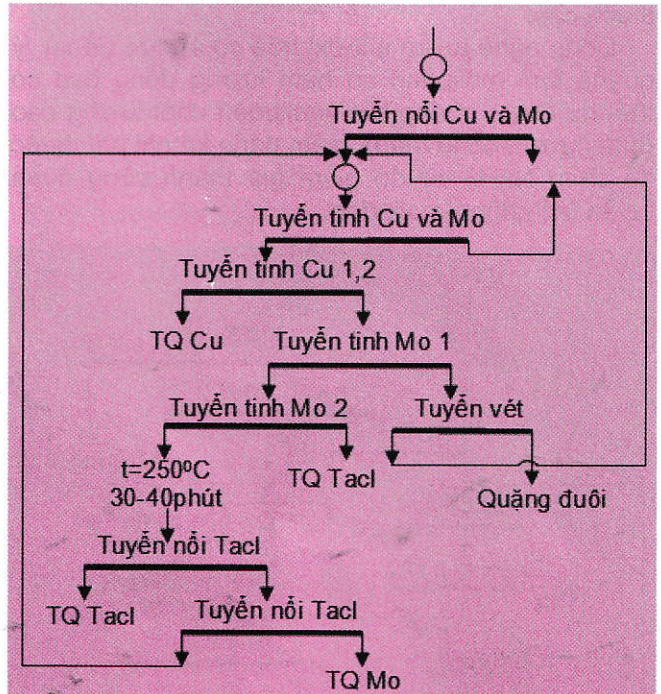 Tuyển nổi Cu và Mo
Tuyển tinh Cu và Mo
Tuyển tinh Cu 1,2
TQ Cu
Tuyển tinh Mo 1
Tuyển tinh Mo 2
Tuyển vét
t=250⁰C
30-40phút
TQ Tacl
Quặng đuôi
Tuyển nổi Tacl
TQ Tacl
Tuyển nổi Tacl
TQ Mo